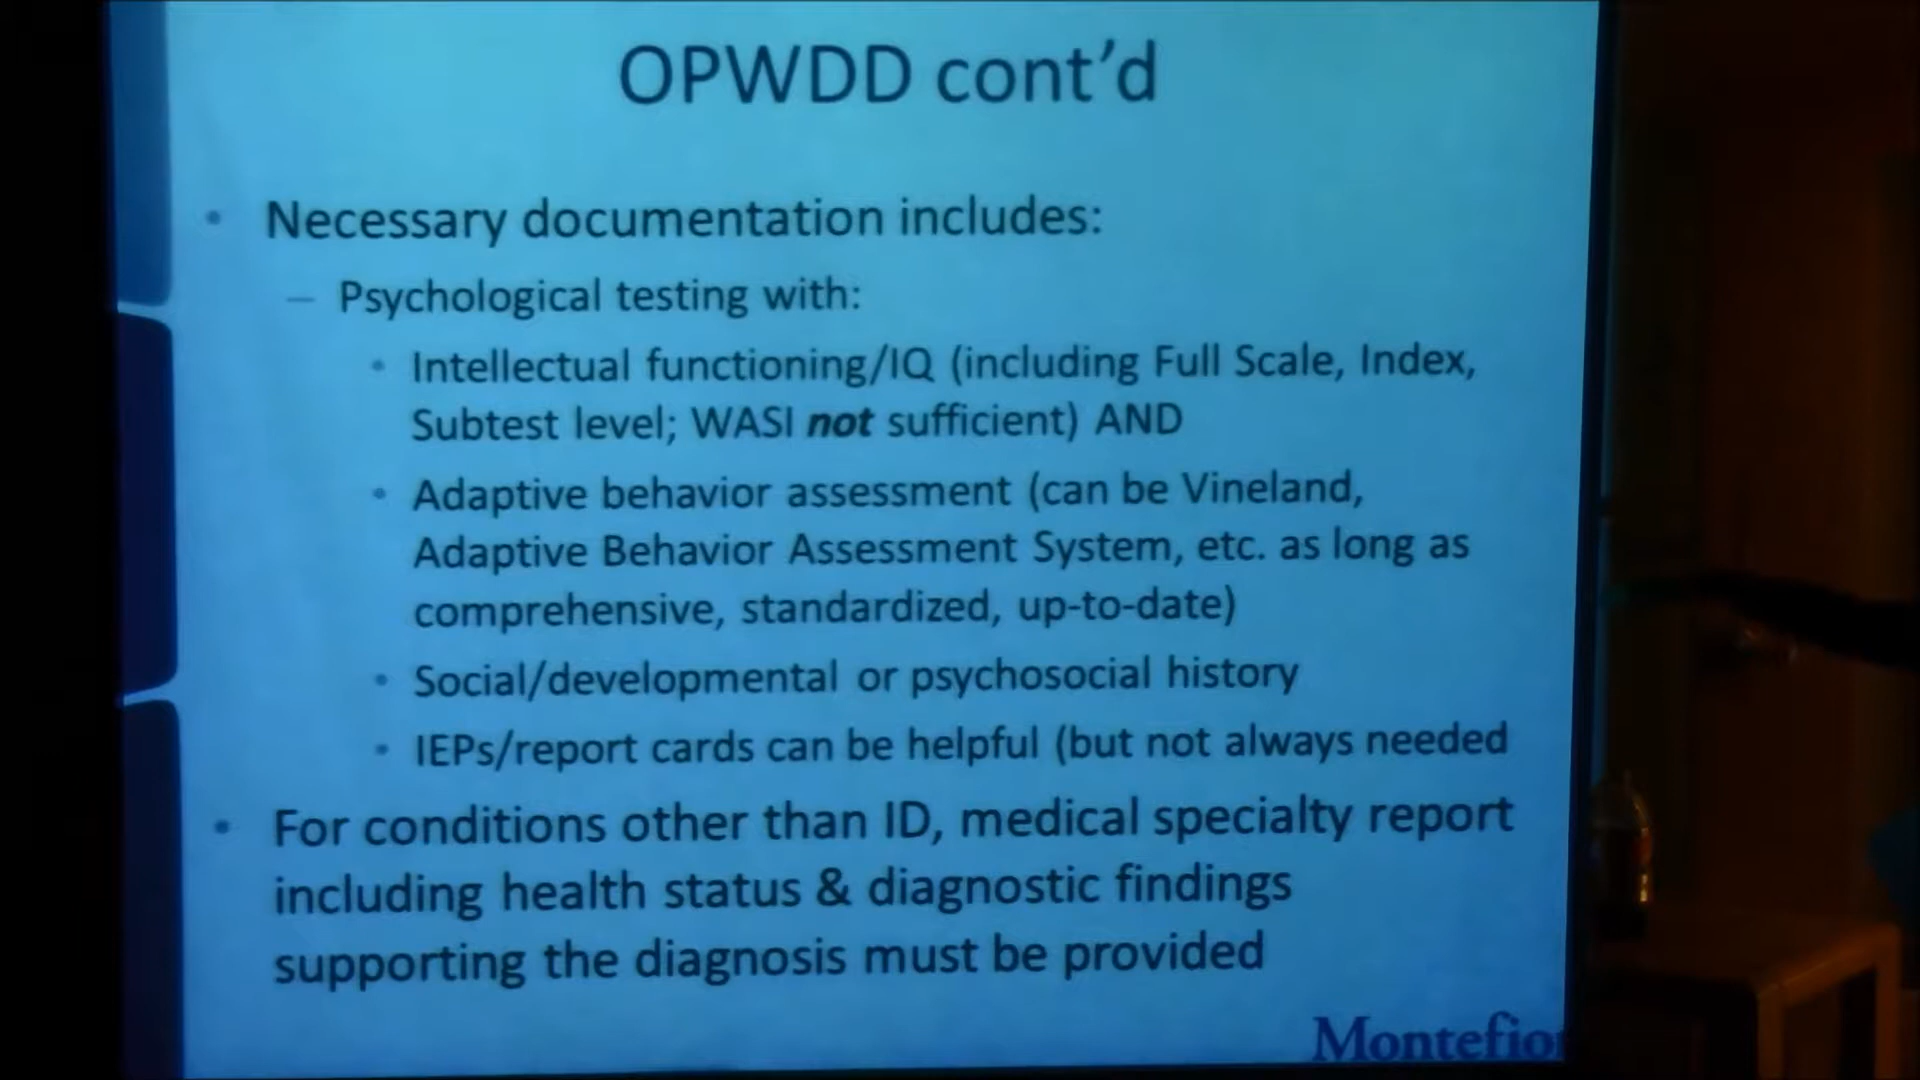 OPWDD cont'd
• Necessary documentation includes:
– Psychological testing with:
• Intellectual functioning/IQ (including Full Scale, Index,
Subtest level; WASI not sufficient) AND
• Adaptive behavior assessment (can be Vineland,
Adaptive Behavior Assessment System, etc. as long as
comprehensive, standardized, up-to-date)
• Social/developmental or psychosocial history
• IEPs/report cards can be helpful (but not always needed
• For conditions other than ID, medical specialty report
including health status & diagnostic findings
supporting the diagnosis must be provided
Montefio